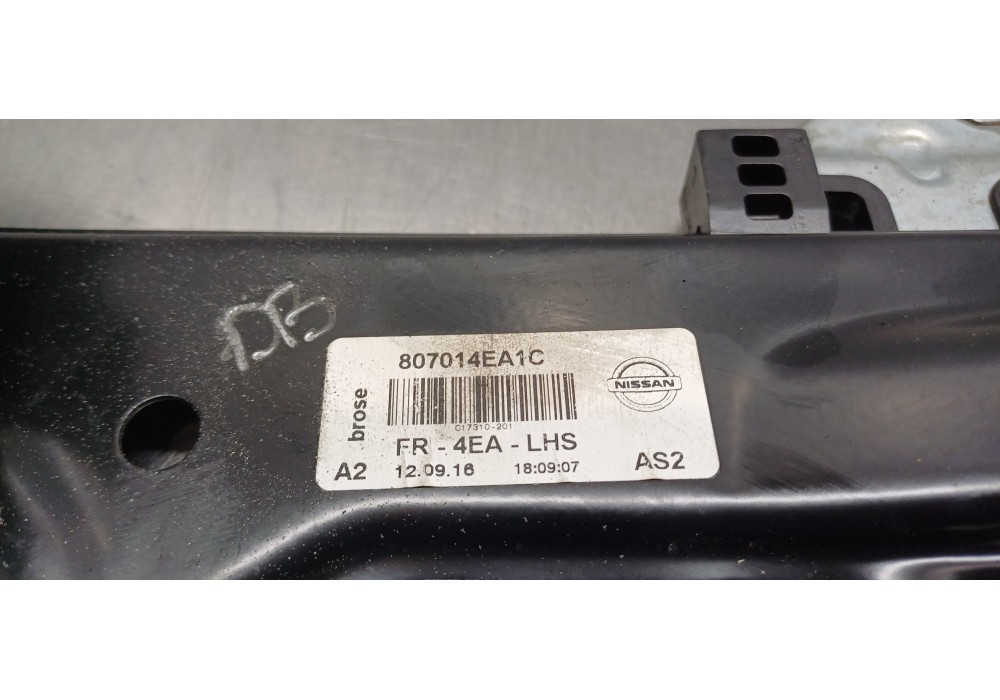 DB
807014EA1C
NISSAN
brose
C17310-201
FR - 4EA - LHS
A2 12.09.16 18:09:07 AS2